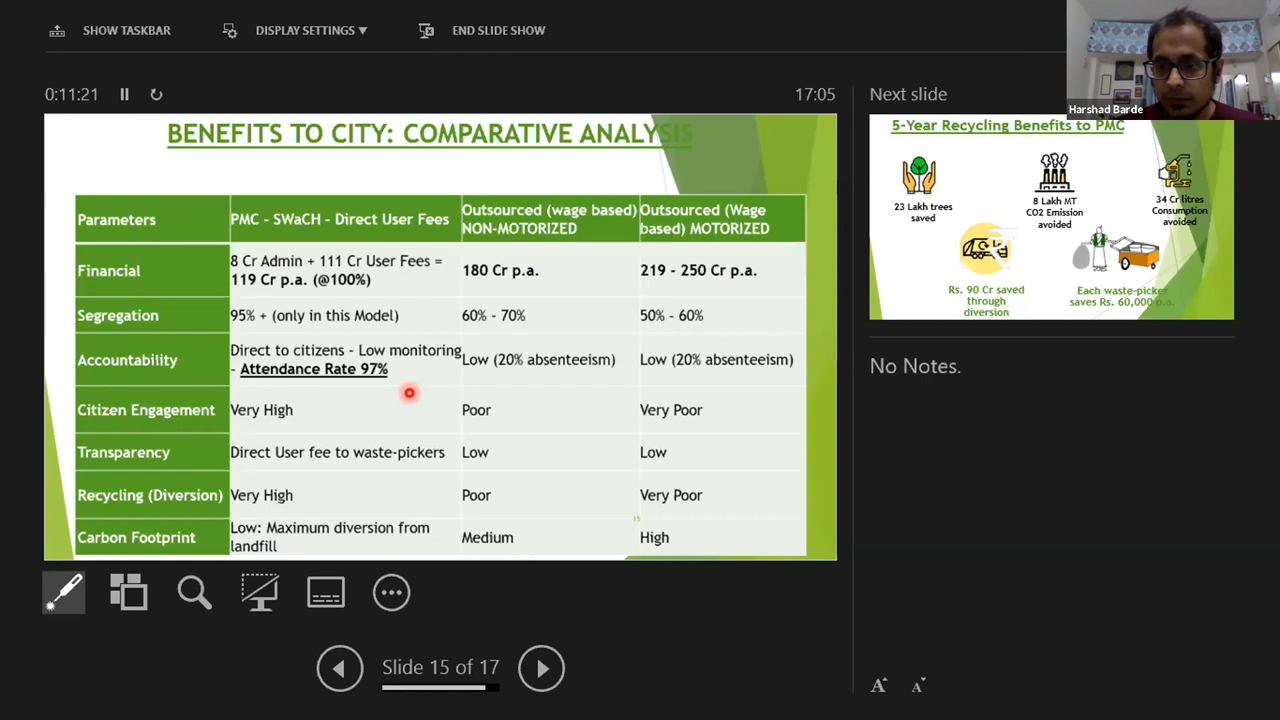 SHOW TASKBAR
DISPLAY SETTINGS
END SLIDE SHOW
Harshad Barde
0:11:21
17:05
Next slide
BENEFITS TO CITY: COMPARATIVE ANALYSIS
Parameters
PMC - SWaCH - Direct User Fees
Outsourced (wage based)
NON-MOTORIZED
Outsourced (Wage
based) MOTORIZED
Financial
8 Cr Admin + 111 Cr User Fees =
119 Cr p.a. (@100%)
180 Cr p.a.
219 - 250 Cr p.a.
Segregation
95% + (only in this Model)
60% - 70%
50% - 60%
Accountability
Direct to citizens - Low monitoring
- Attendance Rate 97%
Low (20% absenteeism)
Low (20% absenteeism)
Citizen Engagement
Very High
Poor
Very Poor
Transparency
Direct User fee to waste-pickers
Low
Low
Recycling (Diversion)
Very High
Poor
Very Poor
Carbon Footprint
Low: Maximum diversion from
landfill
Medium
High
15
5-Year Recycling Benefits to PMC
23 Lakh trees
saved
8 Lakh MT
CO2 Emission
avoided
34 Cr litres
Consumption
avoided
Rs. 90 Cr saved
through
diversion
Each waste-picker
saves Rs. 60,000 p.a.
No Notes.
Slide 15 of 17
A
A